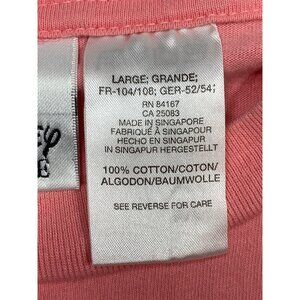 LARGE; GRANDE;
FR-104/108; GER-52/54;
RN 84167
CA 25083
MADE IN SINGAPORE
FABRIQUÉ À SINGAPOUR
HECHO EN SINGAPUR
IN SINGAPUR HERGESTELLT
100% COTTON/COTON/
ALGODON/BAUMWOLLE
SEE REVERSE FOR CARE